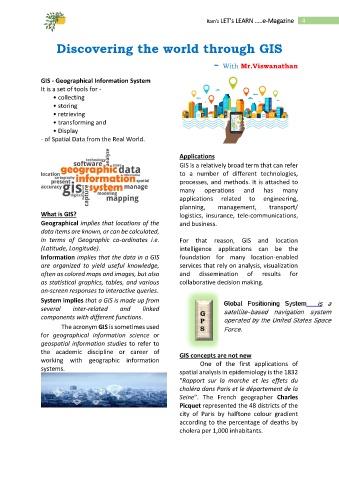 Ram's LET's LEARN .....e-Magazine 4
Discovering the world through GIS
– With Mr.Viswanathan
GIS - Geographical Information System
It is a set of tools for -
• collecting
• storing
• retrieving
• transforming and
• Display
- of Spatial Data from the Real World.
technology
software
geographic data
location
cartography
present information spatial
accuracy gis system manage
modeling
capture mapping
analyze
What is GIS?
Geographical implies that locations of the
data items are known, or can be calculated,
in terms of Geographic co-ordinates i.e.
(Latitude, Longitude).
Information implies that the data in a GIS
are organized to yield useful knowledge,
often as colored maps and images, but also
as statistical graphics, tables, and various
on-screen responses to interactive queries.
System implies that a GIS is made up from
several inter-related and linked
components with different functions.
The acronym GIS is sometimes used
for geographical information science or
geospatial information studies to refer to
the academic discipline or career of
working with geographic information
systems.
Applications
GIS is a relatively broad term that can refer
to a number of different technologies,
processes, and methods. It is attached to
many operations and has many
applications related to engineering,
planning, management, transport/
logistics, insurance, tele-communications,
and business.
For that reason, GIS and location
intelligence applications can be the
foundation for many location-enabled
services that rely on analysis, visualization
and dissemination of results for
collaborative decision making.
G
P
S
Global Positioning System is a
satellite-based navigation system
operated by the United States Space
Force.
GIS concepts are not new
One of the first applications of
spatial analysis in epidemiology is the 1832
"Rapport sur la marche et les effets du
choléra dans Paris et le département de la
Seine". The French geographer Charles
Picquet represented the 48 districts of the
city of Paris by halftone colour gradient
according to the percentage of deaths by
cholera per 1,000 inhabitants.